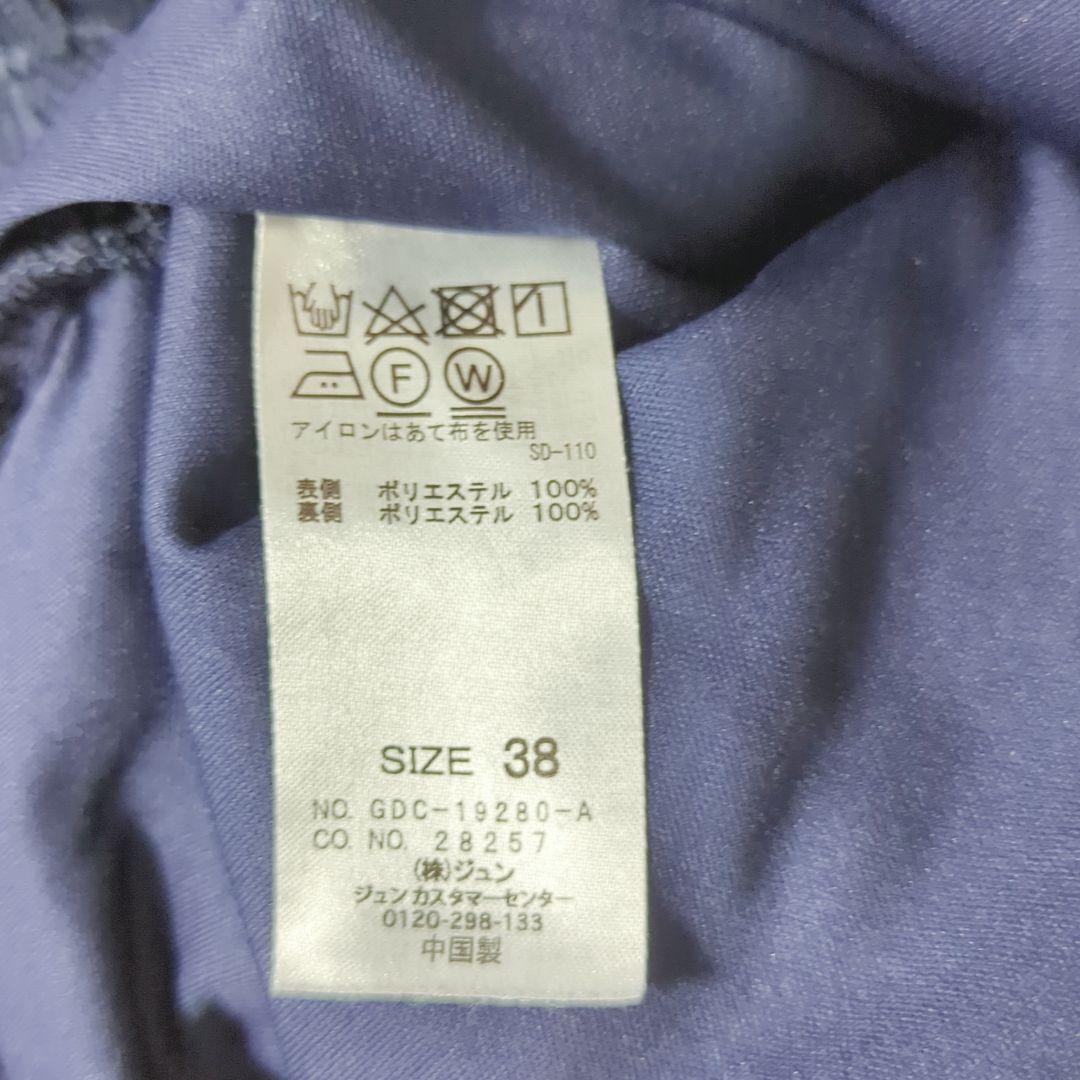 F W
アイロンはあて布を使用
SD-110
表側 ポリエステル 100%
裏側 ポリエステル 100%
SIZE 38
NO. GDC-19280-A
CO. NO. 28257
(株)ジュン
ジュンカスタマーセンター
0120-298-133
中国製